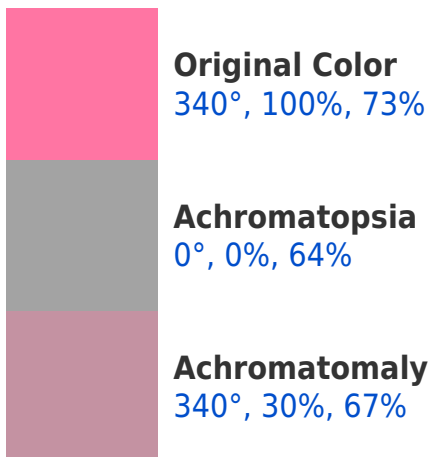 Original Color
340°, 100%, 73%
Achromatopsia
0°, 0%, 64%
Achromatomaly
340°, 30%, 67%